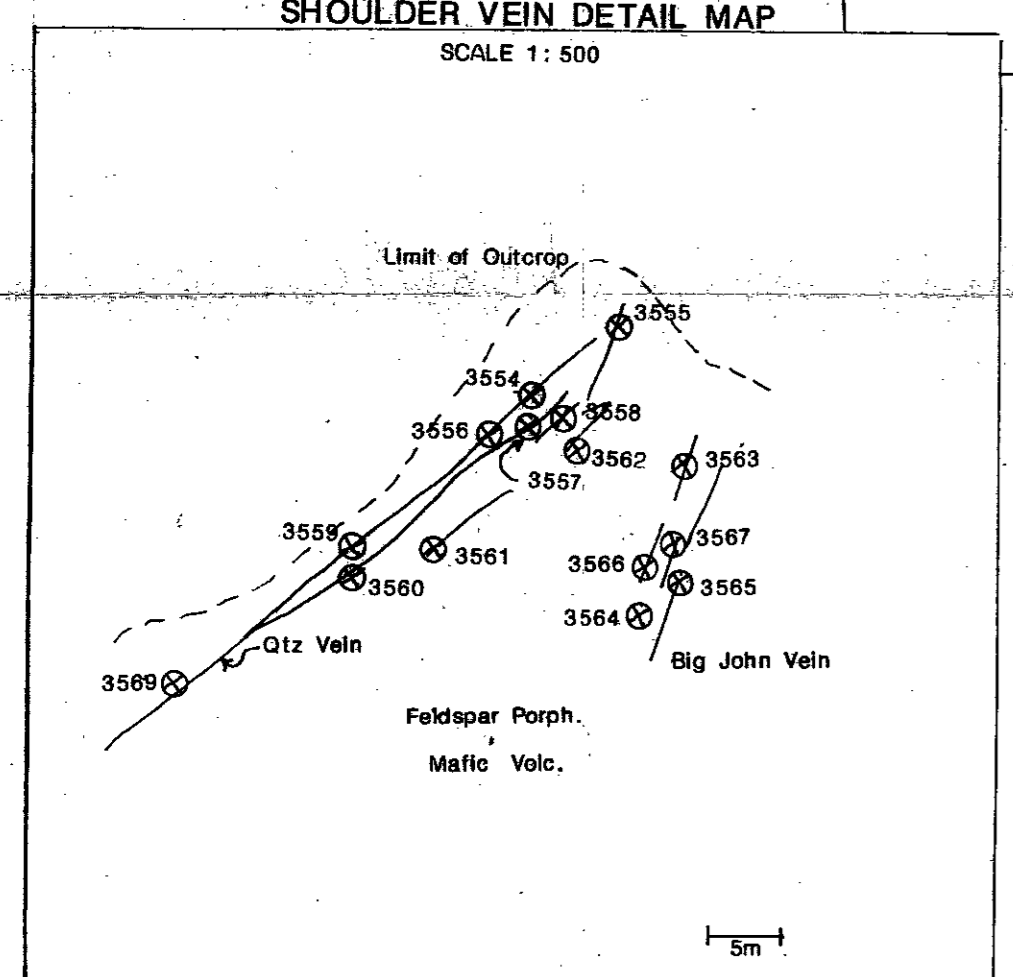 SHOULDER VEIN DETAIL MAP
SCALE 1: 500
Limit of Outcrop
3555
3554
3558
3556
3562
3563
3557
3559
3561
3567
3566
3560
3565
3564
Qtz Vein
Big John Vein
3569
Feldspar Porph.
Mafic Volc.
5m